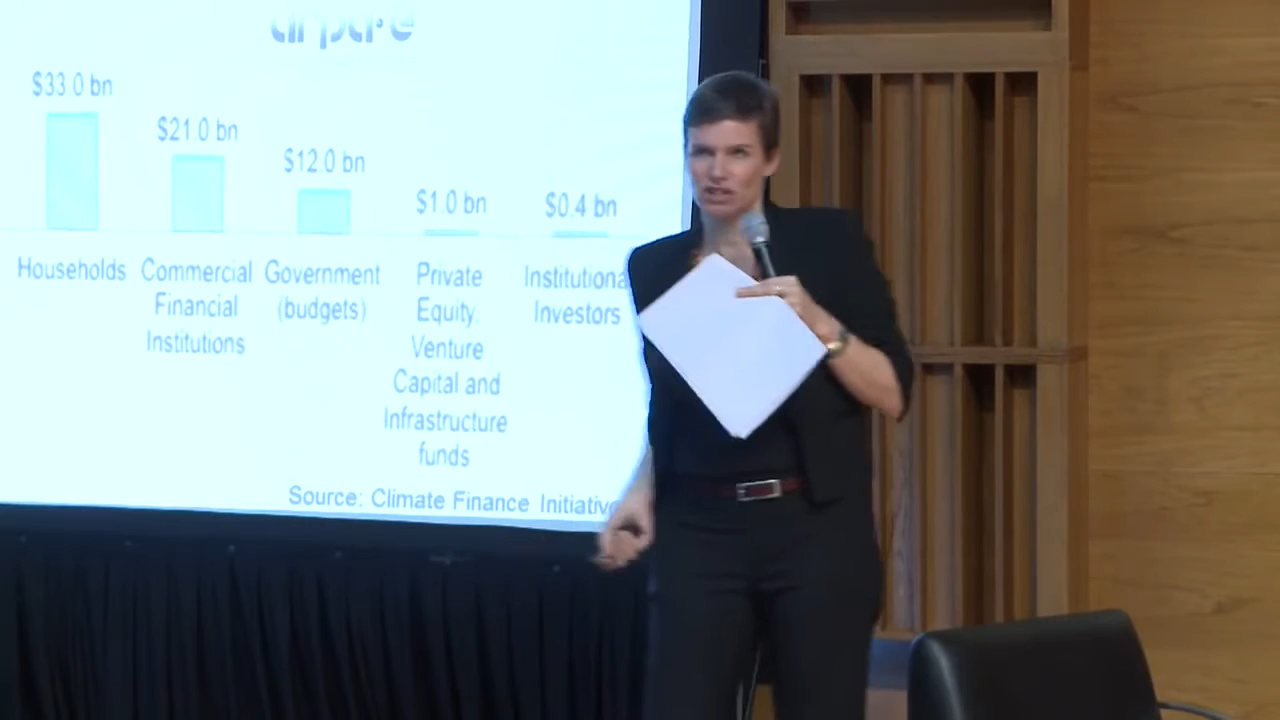 $33.0 bn
$21.0 bn
$12.0 bn
$1.0 bn
$0.4 bn
Households
Commercial
Financial
Institutions
Government
(budgets)
Private
Equity,
Venture
Capital and
Infrastructure
funds
Institutiona
Investors
Source: Climate Finance Initiative